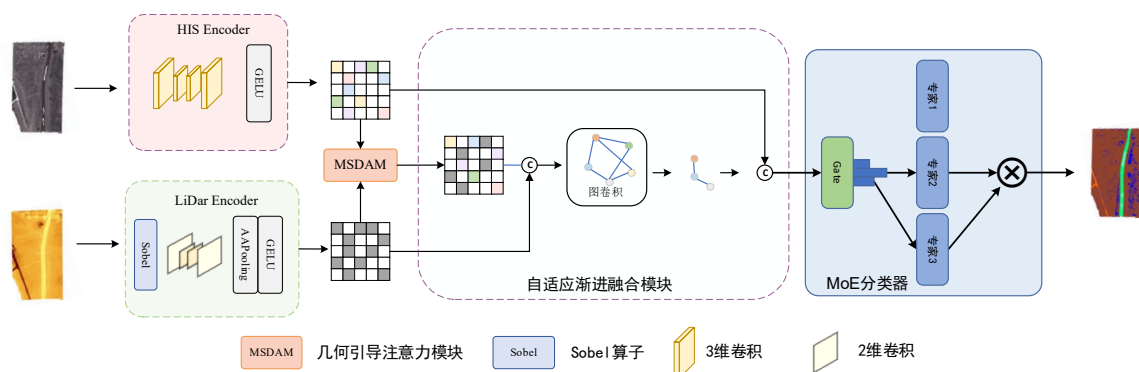 HIS Encoder
GELU
LiDar Encoder
Sobel
AAPooling
GELU
MSDAM
C
图卷积
C
自适应渐进融合模块
Gate
专家1
专家2
专家3
MoE分类器
MSDAM
几何引导注意力模块
Sobel
Sobel算子
3维卷积
2维卷积